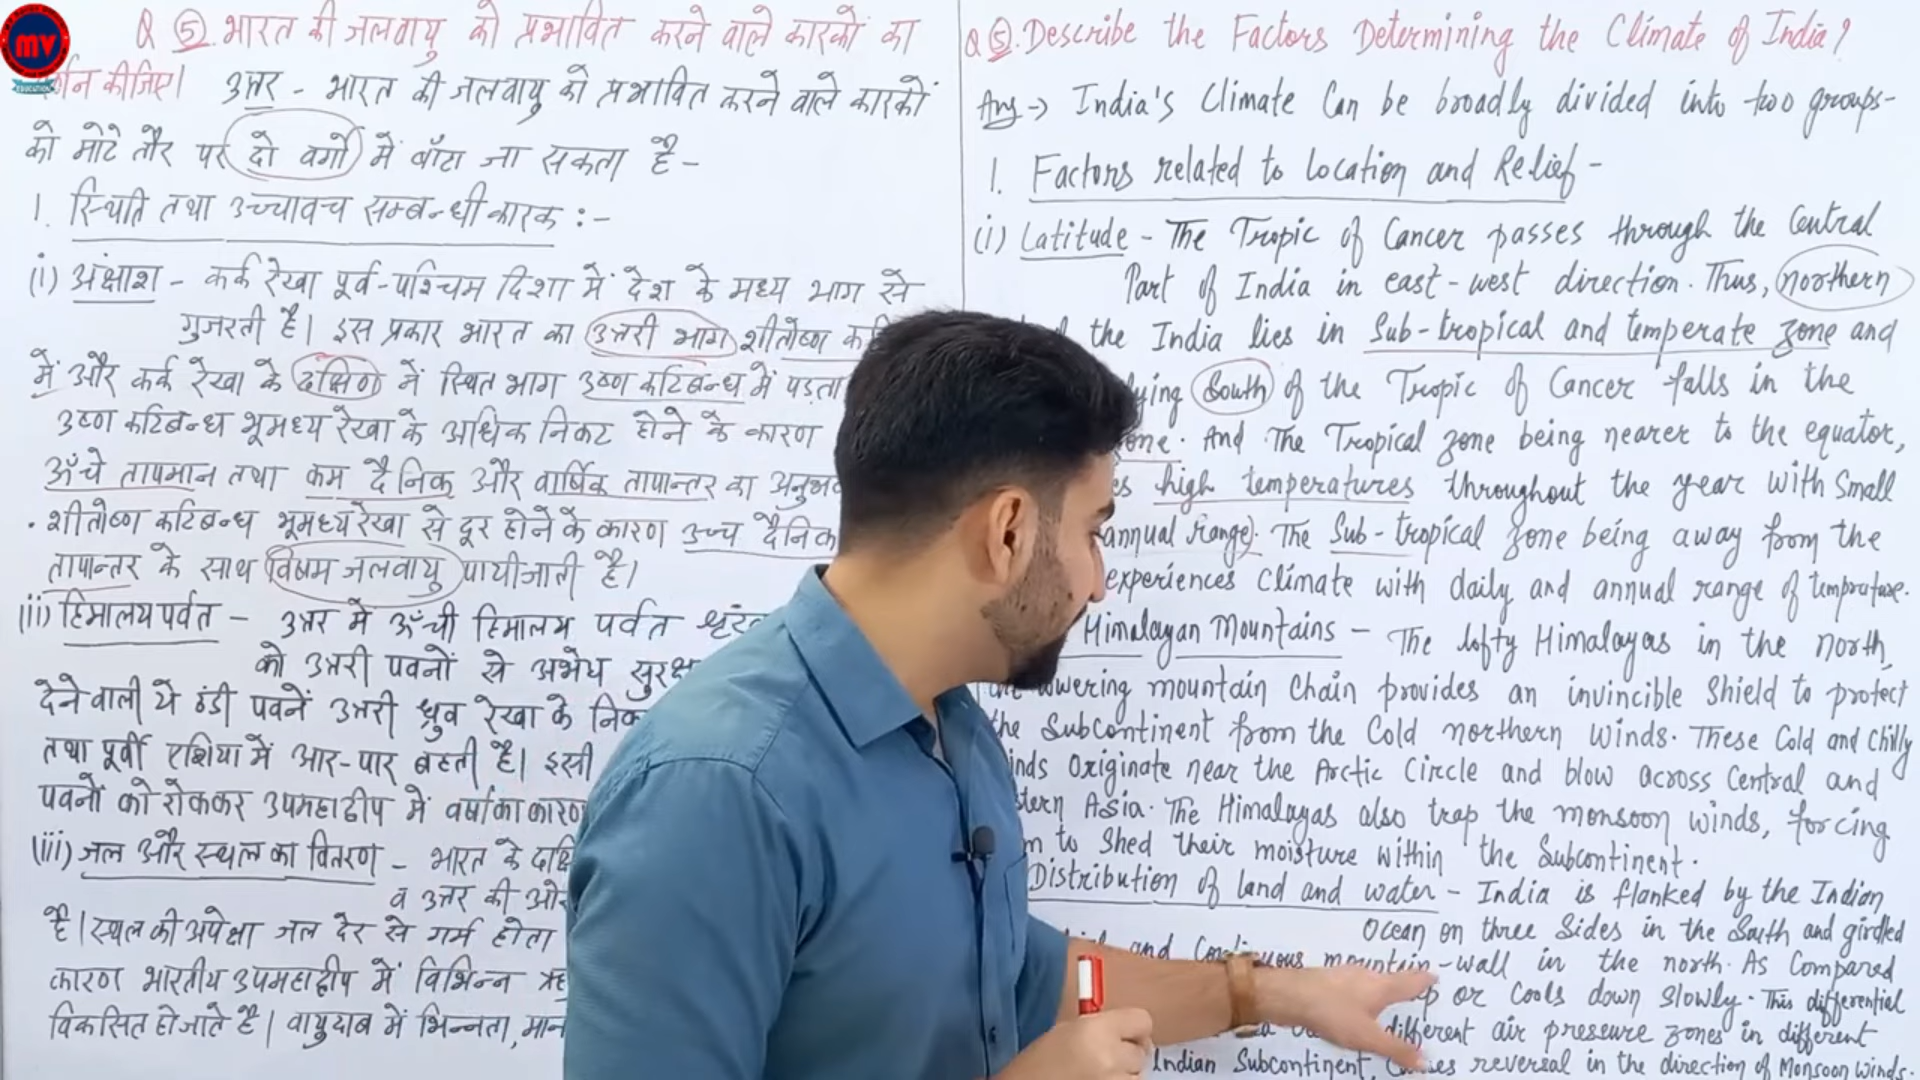 MV
EDUCATION
Q ⑤. भारत की जलवायु को प्रभावित करने वाले कारकों का
र्णन कीजिए। उत्तर - भारत की जलवायु को प्रभावित करने वाले कारकों
को मोटे तौर पर दो वर्गों में बाँटा जा सकता है -
1. स्थिति तथा उच्चावच सम्बन्धी कारक :-
(i) अंक्षाश - कर्क रेखा पूर्व-पश्चिम दिशा में देश के मध्य भाग से
गुजरती है। इस प्रकार भारत का उत्तरी भाग शीतोष्ण
में और कर्क रेखा के दक्षिण में स्थित भाग उष्ण कटिबन्ध में पड़ता
उष्ण कटिबन्ध भूमध्य रेखा के अधिक निकट होने के कारण
ऊँचे तापमान तथा कम दैनिक और वार्षिक तापान्तर का अनुभव
. शीतोष्ण कटिबन्ध भूमध्य रेखा से दूर होने के कारण उच्च दैनिक
तापान्तर के साथ विषम जलवायु पायी जाती है।
(ii) हिमालय पर्वत - उत्तर में ऊँची हिमालय पर्वत
को उत्तरी पवनों से अभेध
देने वाली ये ठंडी पवनें उत्तरी ध्रुव रेखा के
तथा पूर्वी एशिया में आर-पार बहती है। इसी
पवनों को रोककर उपमहाद्वीप में वर्षा का कारण
(iii) जल और स्थल का वितरण - भारत के
व उत्तर की ओर
है। स्थल की अपेक्षा जल देर से गर्म होता
कारण भारतीय उपमहाद्वीप में विभिन्न
विकसित हो जाते है। वायुदाब में भिन्नता,
Q ⑤. Describe the Factors Determining the Climate of India?
Ans → India's Climate Can be broadly divided into two groups-
1. Factors related to Location and Relief -
(i) Latitude - The Tropic of Cancer passes through the Central
Part of India in east-west direction. Thus, northern
the India lies in Sub-tropical and temperate zone and
lying South of the Tropic of Cancer falls in the
zone. And The Tropical zone being nearer to the equator,
high temperatures throughout the year with Small
annual range). The Sub-tropical zone being away from the
experiences Climate with daily and annual range of temprature.
Himalayan Mountains - The lofty Himalayas in the north,
towering mountain Chain provides an invincible Shield to protect
the Subcontinent from the Cold northern Winds. These Cold and Chilly
inds Originate near the Arctic Circle and blow across Central and
stern Asia. The Himalayas also trap the monsoon winds, forcing
m to Shed their moisture within the Subcontinent.
Distribution of land and water - India is flanked by the Indian
Ocean on three Sides in the South and girdled
and Continuous mountain-wall in the north. As Compared
up or Cools down Slowly. This differential
different air pressure zones in different
Indian Subcontinent, Causes reversal in the direction of Monsoon winds.